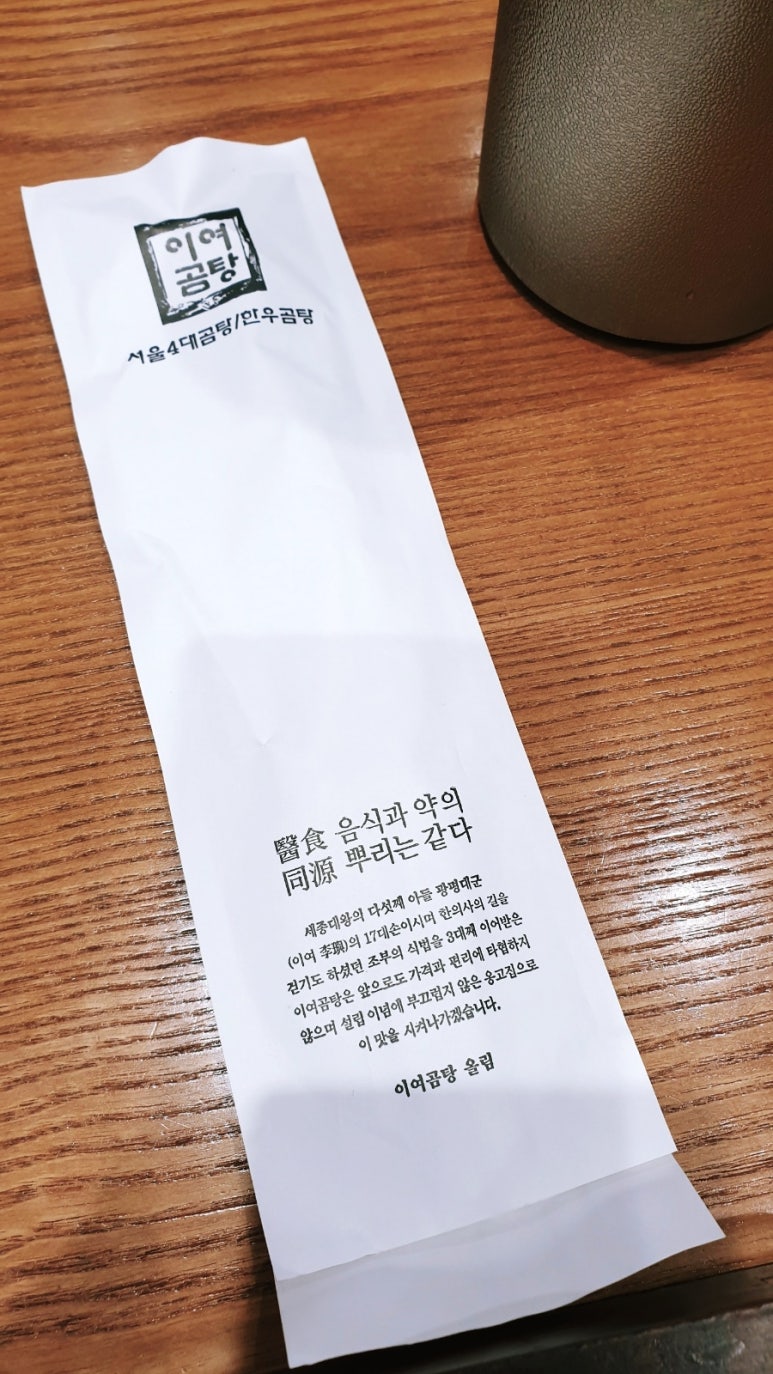 이여
곰탕
서울4대곰탕/한우곰탕
醫食 음식과 약의
同源 뿌리는 같다
세종대왕의 다섯째 아들 광평대군
(이여 李璵)의 17대손이시며 한의사의 길을
걷기도 하셨던 조부의 식법을 3대째 이어받은
이여곰탕은 앞으로도 가격과 편리에 타협하지
않으며 설립 이념에 부끄럽지 않은 옹고집으로
이 맛을 지켜나가겠습니다.
이여곰탕 올림